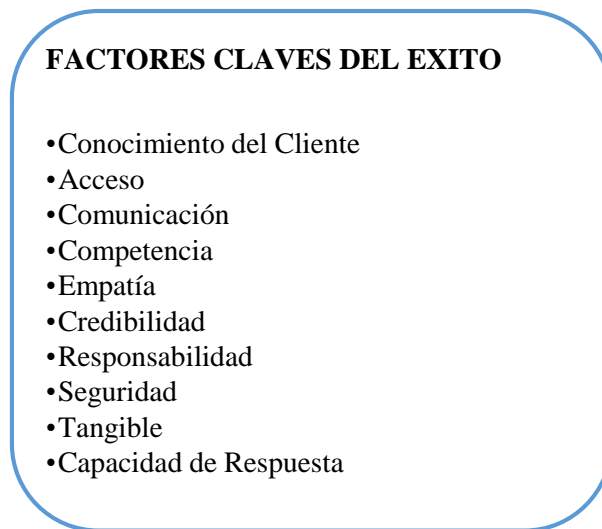 FACTORES CLAVES DEL EXITO
•Conocimiento del Cliente
•Acceso
•Comunicación
•Competencia
•Empatía
•Credibilidad
•Responsabilidad
•Seguridad
•Tangible
•Capacidad de Respuesta